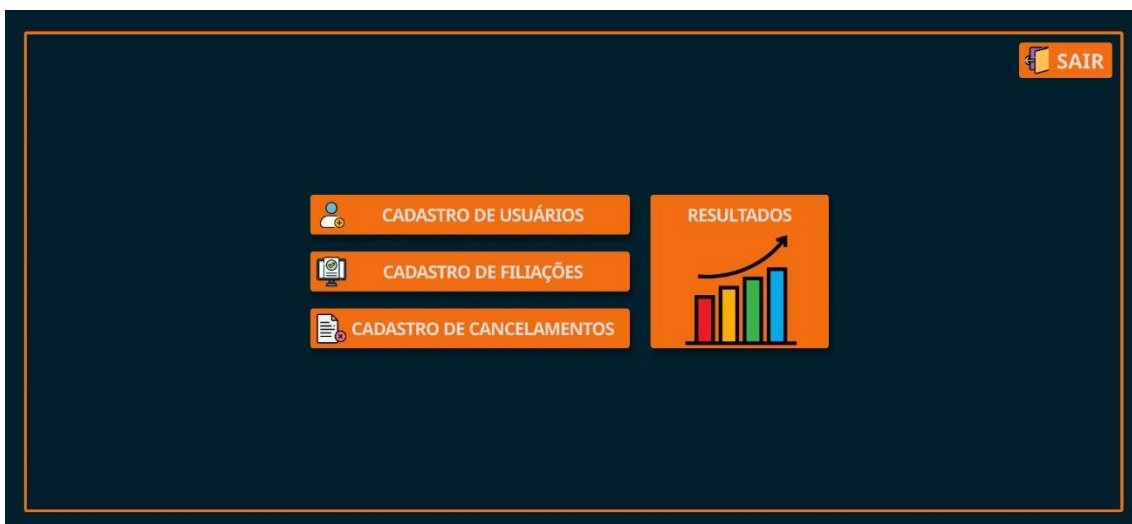 SAIR
CADASTRO DE USUÁRIOS
RESULTADOS
CADASTRO DE FILIAÇÕES
CADASTRO DE CANCELAMENTOS